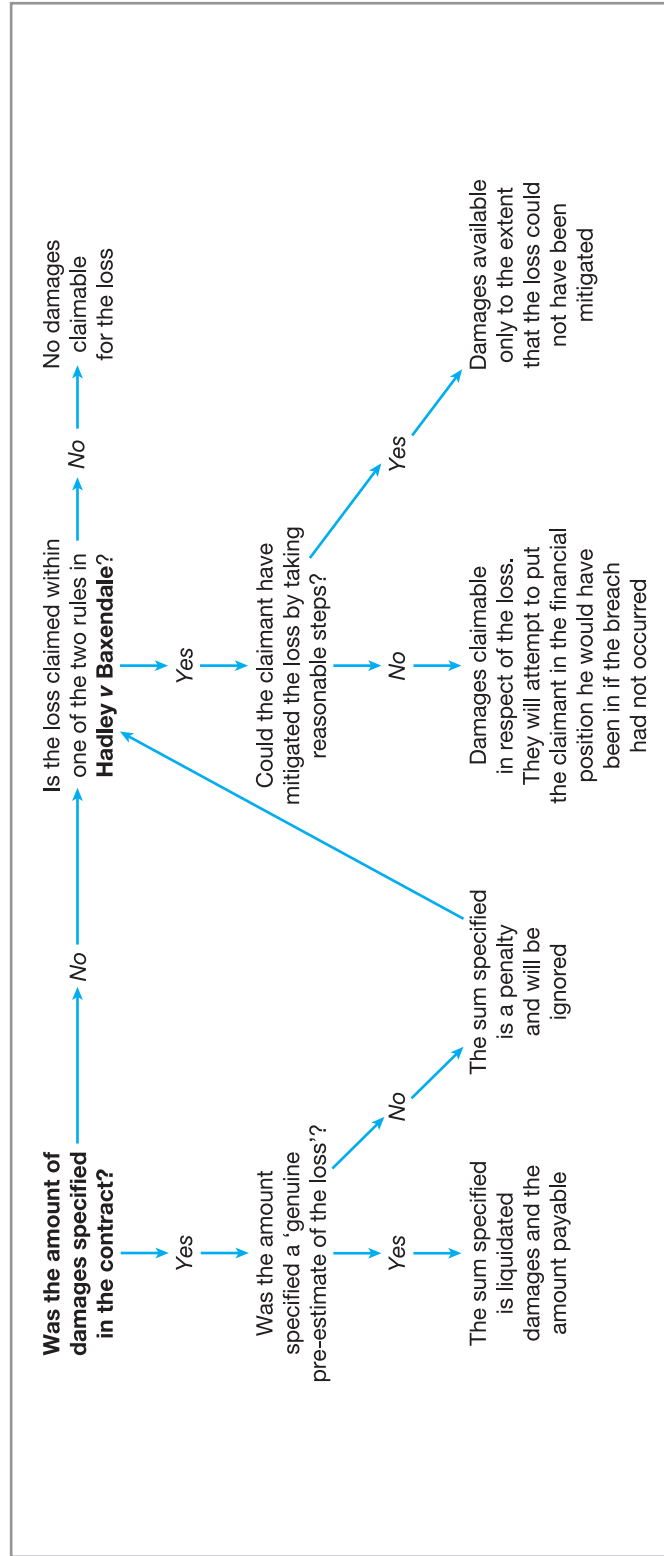 Was the amount of
damages specified
in the contract?
No
Is the loss claimed within
one of the two rules in
Hadley v Baxendale?
No
No damages
claimable
for the loss
Yes
Yes
Was the amount
specified a ‘genuine
pre-estimate of the loss’?
Could the claimant have
mitigated the loss by taking
reasonable steps?
Yes
No
No
Yes
The sum specified
is liquidated
damages and the
amount payable
The sum specified
is a penalty
and will be
ignored
Damages claimable
in respect of the loss.
They will attempt to put
the claimant in the financial
position he would have
been in if the breach
had not occurred
Damages available
only to the extent
that the loss could
not have been
mitigated